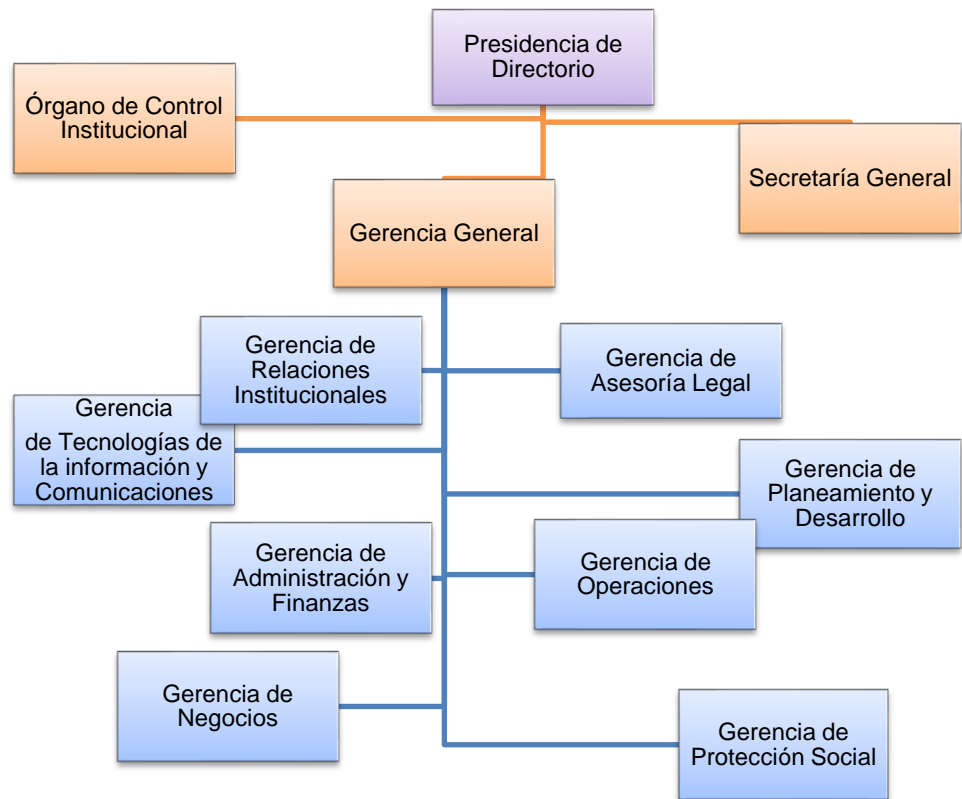 Presidencia de
Directorio
Órgano de Control
Institucional
Secretaría General
Gerencia General
Gerencia de
Relaciones
Institucionales
Gerencia de
Asesoría Legal
Gerencia
de Tecnologías de
la información y
Comunicaciones
Gerencia de
Planeamiento y
Desarrollo
Gerencia de
Administración y
Finanzas
Gerencia de
Operaciones
Gerencia de
Negocios
Gerencia de
Protección Social